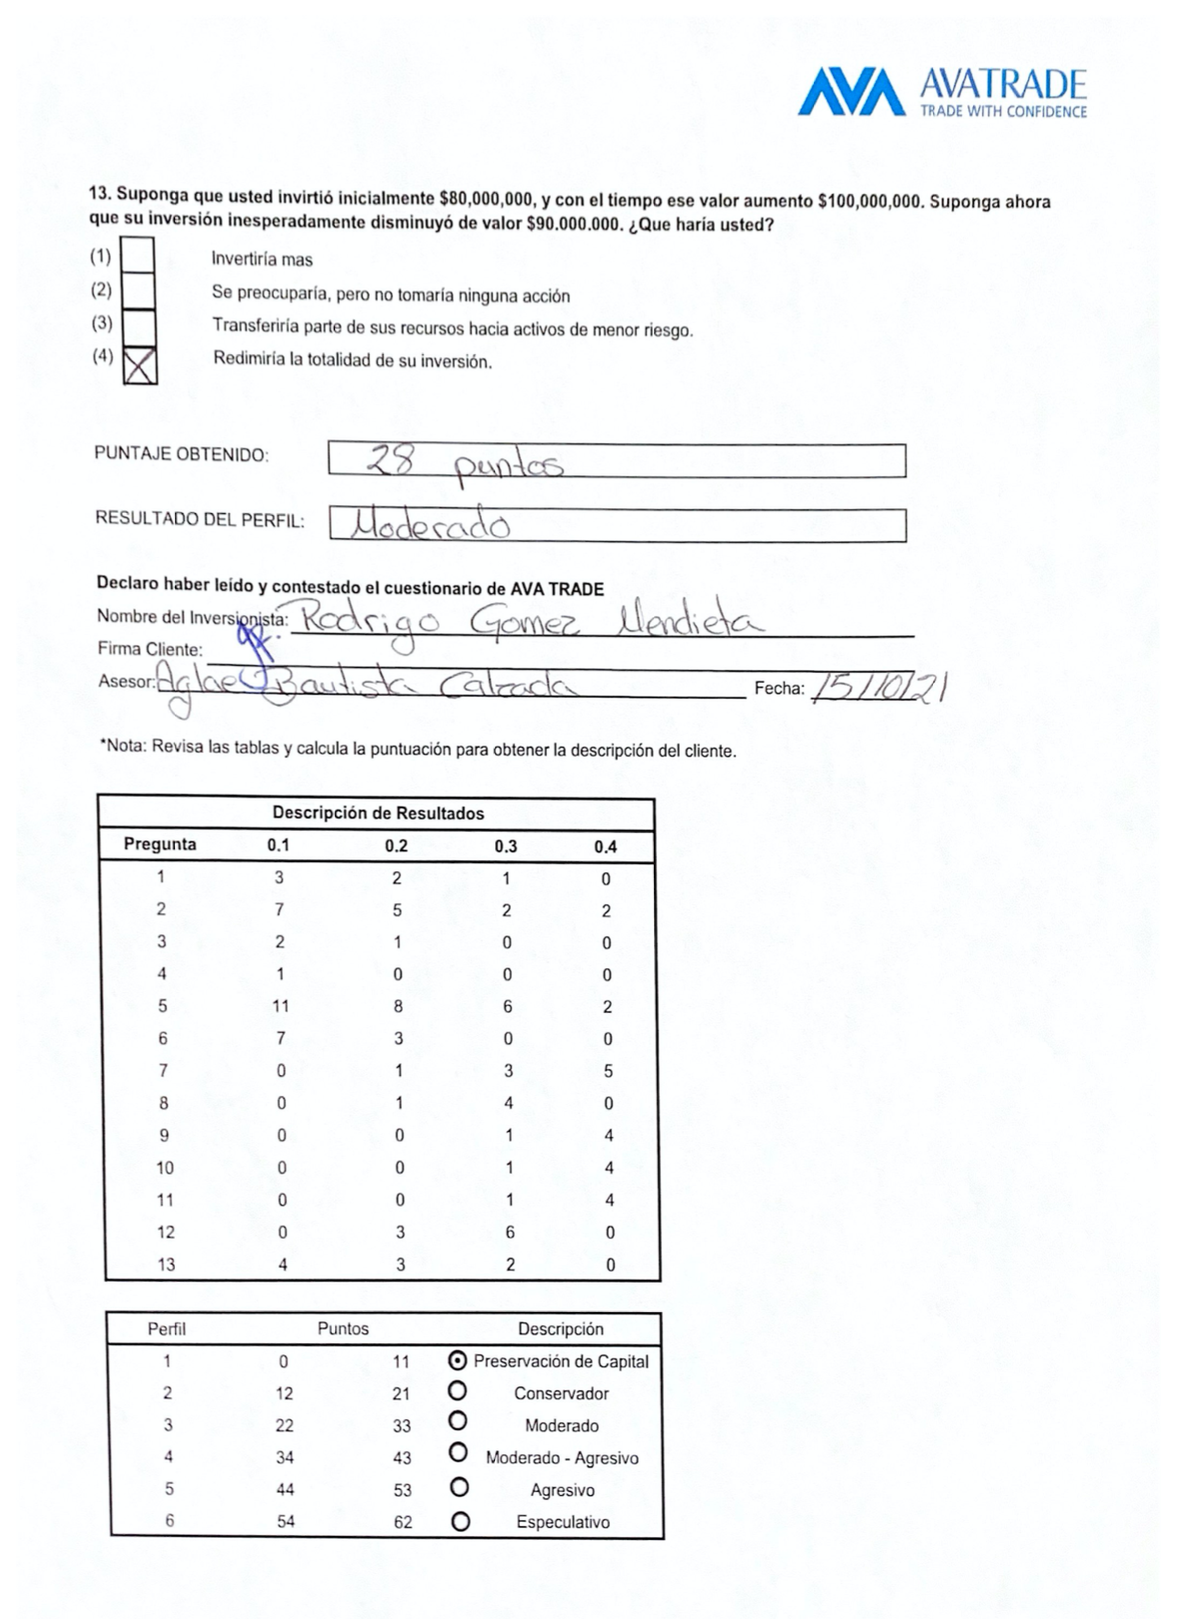 AVA AVATRADE
TRADE WITH CONFIDENCE
13. Suponga que usted invirtió inicialmente $80,000,000, y con el tiempo ese valor aumento $100,000,000. Suponga ahora
que su inversión inesperadamente disminuyó de valor $90.000.000. ¿Que haría usted?
(1) Invertiría mas
(2) Se preocuparía, pero no tomaría ninguna acción
(3) Transferiría parte de sus recursos hacia activos de menor riesgo.
(4) X Redimiría la totalidad de su inversión.
PUNTAJE OBTENIDO: 28 puntos
RESULTADO DEL PERFIL: Moderado
Declaro haber leído y contestado el cuestionario de AVA TRADE
Nombre del Inversionista: Rodrigo Gomez Mendieta
Firma Cliente:
Asesor: Aglae Bautista Calzada Fecha: 15/10/21
*Nota: Revisa las tablas y calcula la puntuación para obtener la descripción del cliente.
Descripción de Resultados
Pregunta 0.1 0.2 0.3 0.4
1 3 2 1 0
2 7 5 2 2
3 2 1 0 0
4 1 0 0 0
5 11 8 6 2
6 7 3 0 0
7 0 1 3 5
8 0 1 4 0
9 0 0 1 4
10 0 0 1 4
11 0 0 1 4
12 0 3 6 0
13 4 3 2 0
Perfil Puntos Descripción
1 0 11 Preservación de Capital
2 12 21 Conservador
3 22 33 Moderado
4 34 43 Moderado - Agresivo
5 44 53 Agresivo
6 54 62 Especulativo